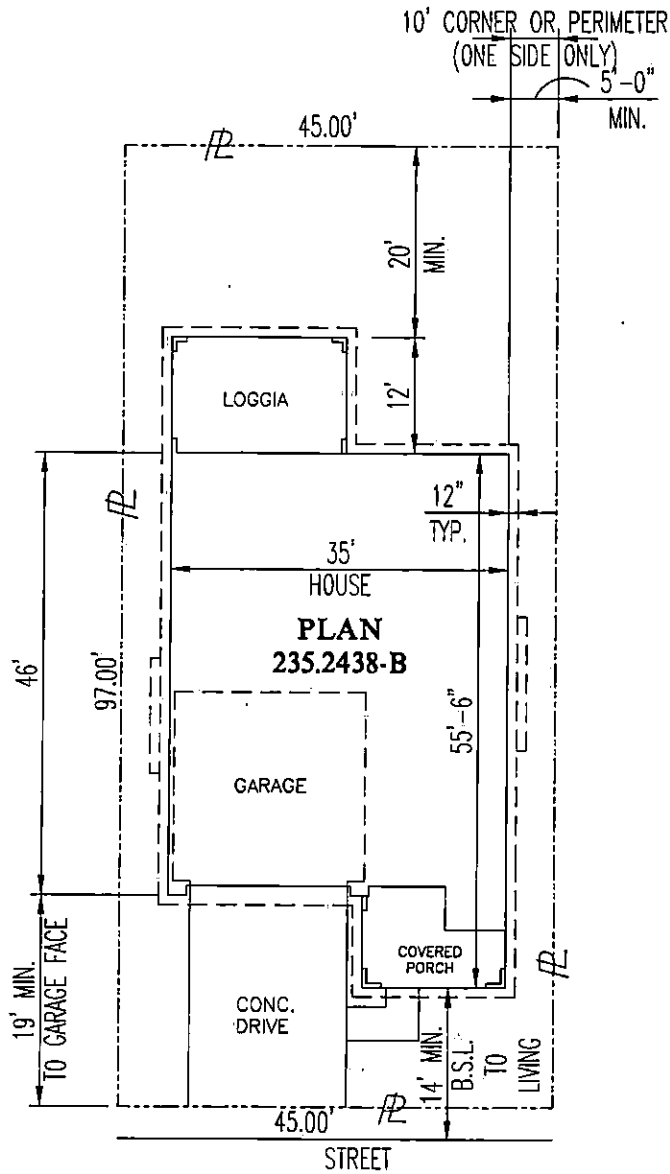 10' CORNER OR PERIMETER
(ONE SIDE ONLY)
5'-0"
MIN.
45.00'
PL
20'
MIN.
LOGGIA
12'
PL
12"
TYP.
35'
HOUSE
PLAN
235.2438-B
46'
97.00'
55'-6"
GARAGE
COVERED
PORCH
PL
19' MIN.
TO GARAGE FACE
CONC.
DRIVE
14' MIN.
B.S.L.
TO
LIVING
PL
45.00'
STREET